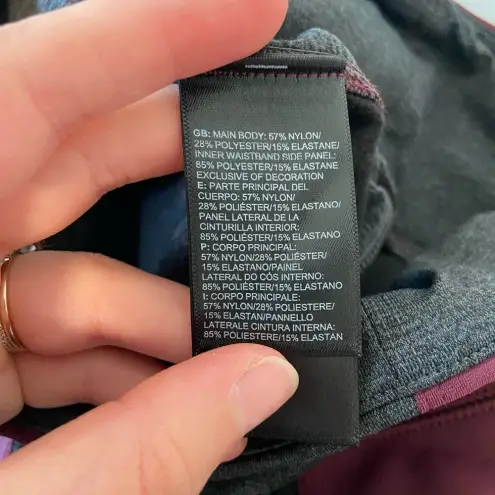 GB: MAIN BODY: 57% NYLON/
28% POLYESTER/15% ELASTANE/
INNER WAISTBAND SIDE PANEL:
85% POLYESTER/15% ELASTANE
EXCLUSIVE OF DECORATION
E: PARTE PRINCIPAL DEL
CUERPO: 57% NYLON/
28% POLIÉSTER/15% ELASTANO/
PANEL LATERAL DE LA
CINTURILLA INTERIOR:
85% POLIÉSTER/15% ELASTANO
P: CORPO PRINCIPAL:
57% NYLON/28% POLIÉSTER/
15% ELASTANO/PAINEL
LATERAL DO CÓS INTERNO:
85% POLIÉSTER/15% ELASTANO
I: CORPO PRINCIPALE:
57% NYLON/28% POLIESTERE/
15% ELASTAN/PANNELLO
LATERALE CINTURA INTERNA:
85% POLIESTERE/15% ELASTAN